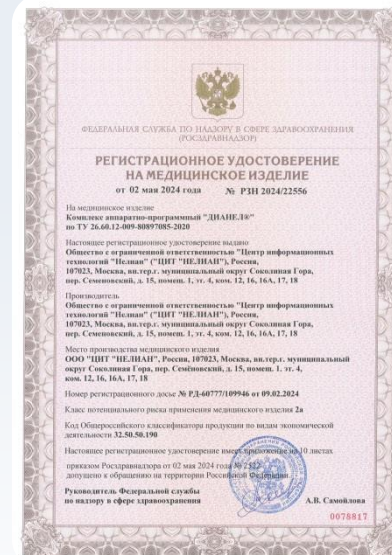 ФЕДЕРАЛЬНАЯ СЛУЖБА ПО НАДЗОРУ В СФЕРЕ ЗДРАВООХРАНЕНИЯ
(РОСЗДРАВНАДЗОР)
РЕГИСТРАЦИОННОЕ УДОСТОВЕРЕНИЕ
НА МЕДИЦИНСКОЕ ИЗДЕЛИЕ
от 02 мая 2024 года № РЗН 2024/22556
На медицинское изделие
Комплекс аппаратно-программный "ДИАНЕЛ®"
по ТУ 26.60.12-009-80897085-2020
Настоящее регистрационное удостоверение выдано
Общество с ограниченной ответственностью "Центр информационных
технологий "Нелиан" ("ЦИТ "НЕЛИАН"), Россия,
107023, Москва, вн.тер.г. муниципальный округ Соколиная Гора,
пер. Семеновский, д. 15, помещ. 1, эт. 4, ком. 12, 16, 16А, 17, 18
Производитель
Общество с ограниченной ответственностью "Центр информационных
технологий "Нелиан" ("ЦИТ "НЕЛИАН"), Россия,
107023, Москва, вн.тер.г. муниципальный округ Соколиная Гора,
пер. Семеновский, д. 15, помещ. 1, эт. 4, ком. 12, 16, 16А, 17, 18
Место производства медицинского изделия
ООО "ЦИТ "НЕЛИАН", Россия, 107023, Москва, вн.тер.г. муниципальный
округ Соколиная Гора, пер. Семёновский, д. 15, помещ. 1. эт. 4,
ком. 12, 16, 16А, 17, 18
Номер регистрационного досье № РД-60777/109946 от 09.02.2024
Класс потенциального риска применения медицинского изделия 2а
Код Общероссийского классификатора продукции по видам экономической
деятельности 32.50.50.190
Настоящее регистрационное удостоверение имеет приложение на 10 листах
приказом Росздравнадзора от 02 мая 2024 года №
допущено к обращению на территории Российской Федерации.
Руководитель Федеральной службы
по надзору в сфере здравоохранения А.В. Самойлова
0078817